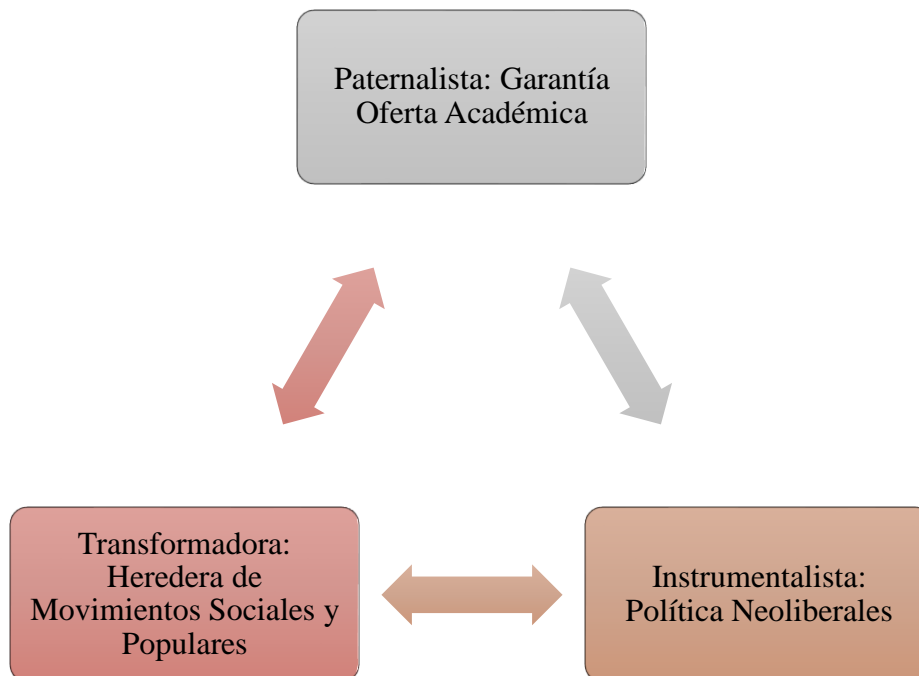 Paternalista: Garantía
Oferta Académica
Transformadora:
Heredera de
Movimientos Sociales y
Populares
Instrumentalista:
Política Neoliberales